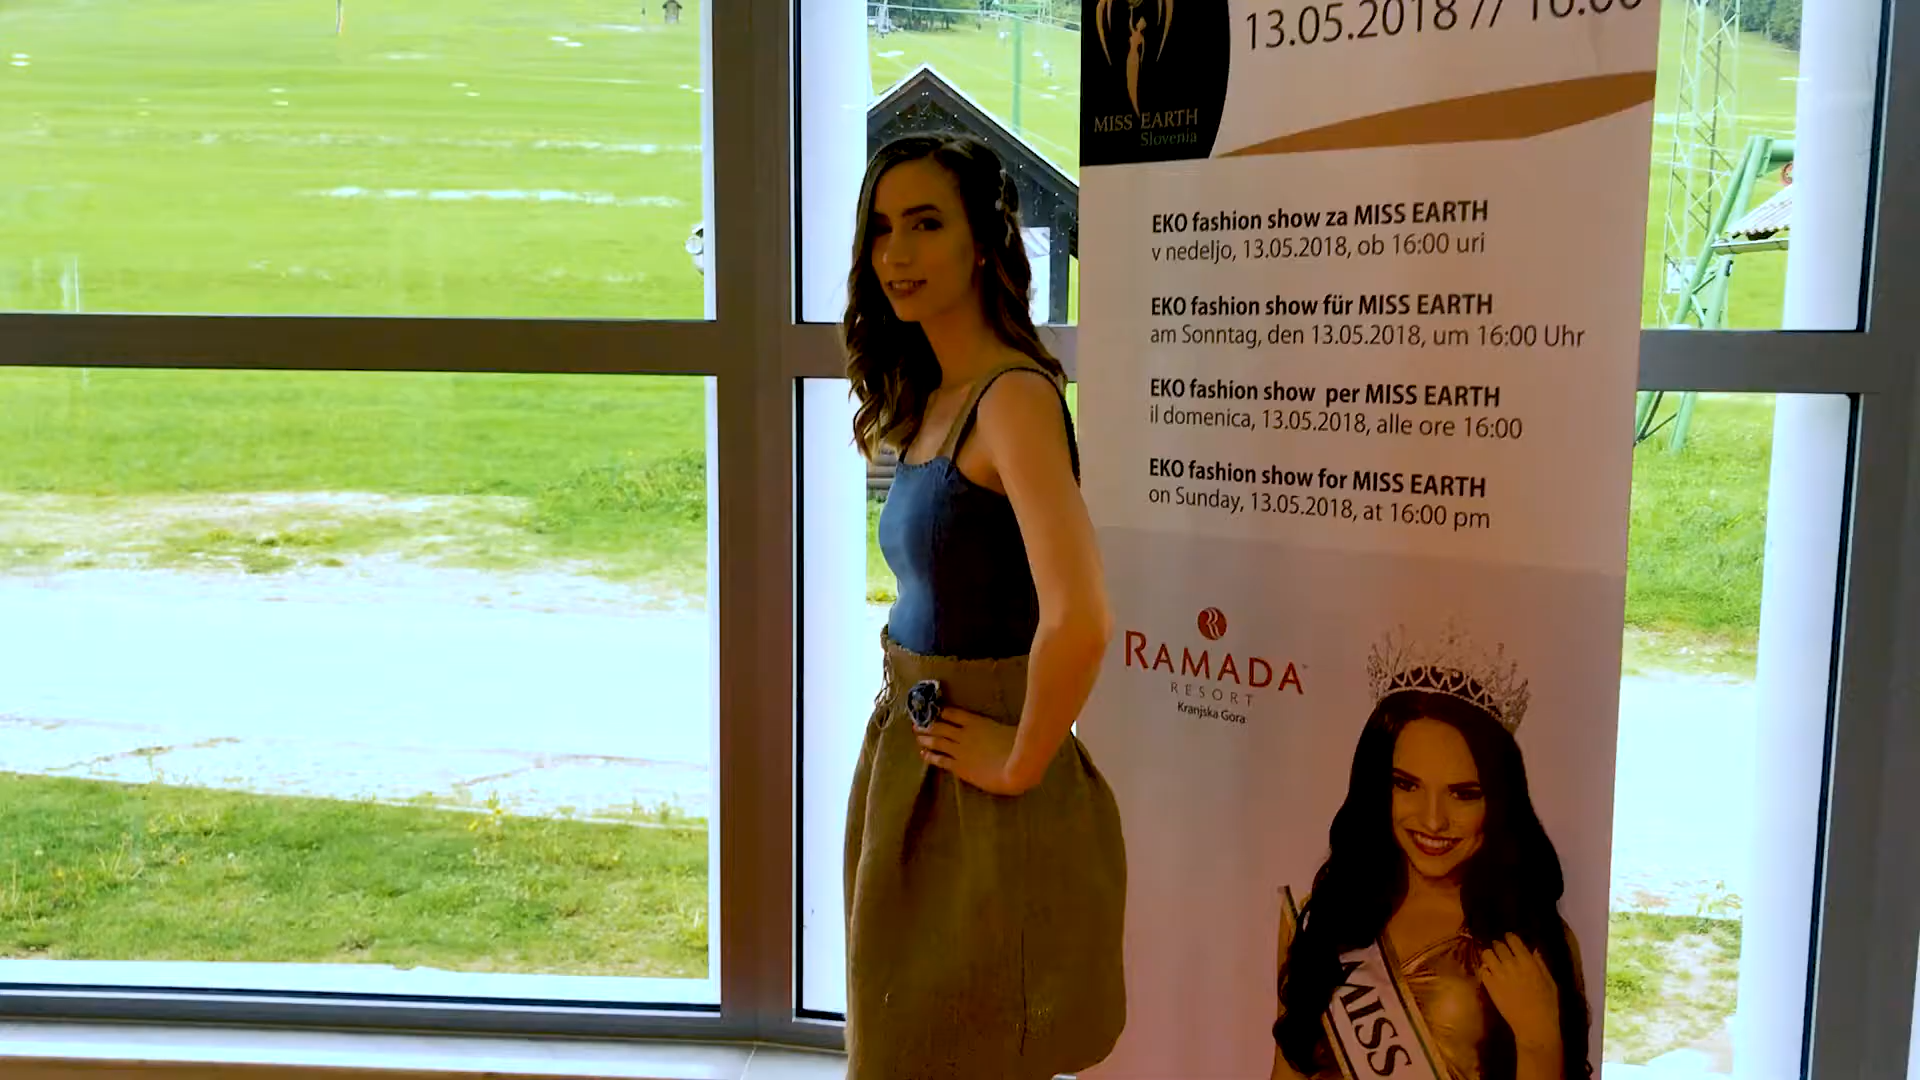 13.05.2018 // 16:00
MISS EARTH
Slovenia
EKO fashion show za MISS EARTH
v nedeljo, 13.05.2018, ob 16:00 uri
EKO fashion show für MISS EARTH
am Sonntag, den 13.05.2018, um 16:00 Uhr
EKO fashion show per MISS EARTH
il domenica, 13.05.2018, alle ore 16:00
EKO fashion show for MISS EARTH
on Sunday, 13.05.2018, at 16:00 pm
RAMADA
RESORT
Kranjska Gora
MISS